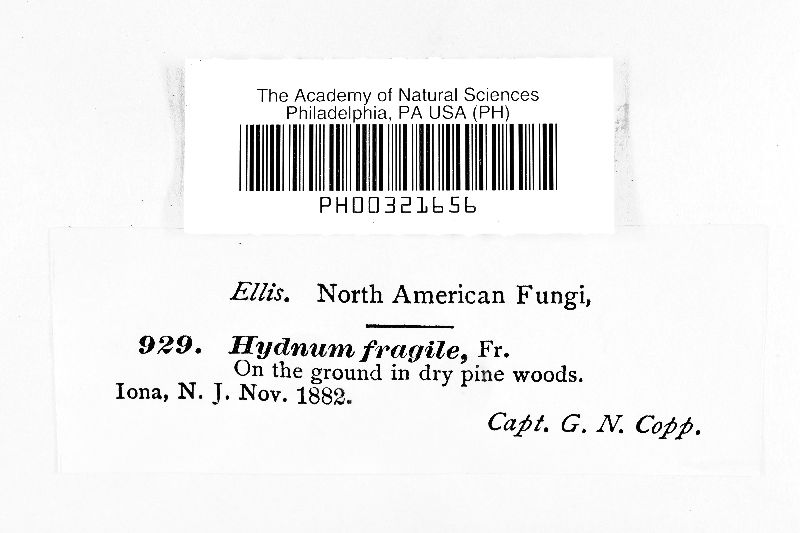 The Academy of Natural Sciences
Philadelphia, PA USA (PH)
PH00321656
Ellis. North American Fungi,
929. Hydnum fragile, Fr.
On the ground in dry pine woods.
Iona, N. J. Nov. 1882.
Capt. G. N. Copp.